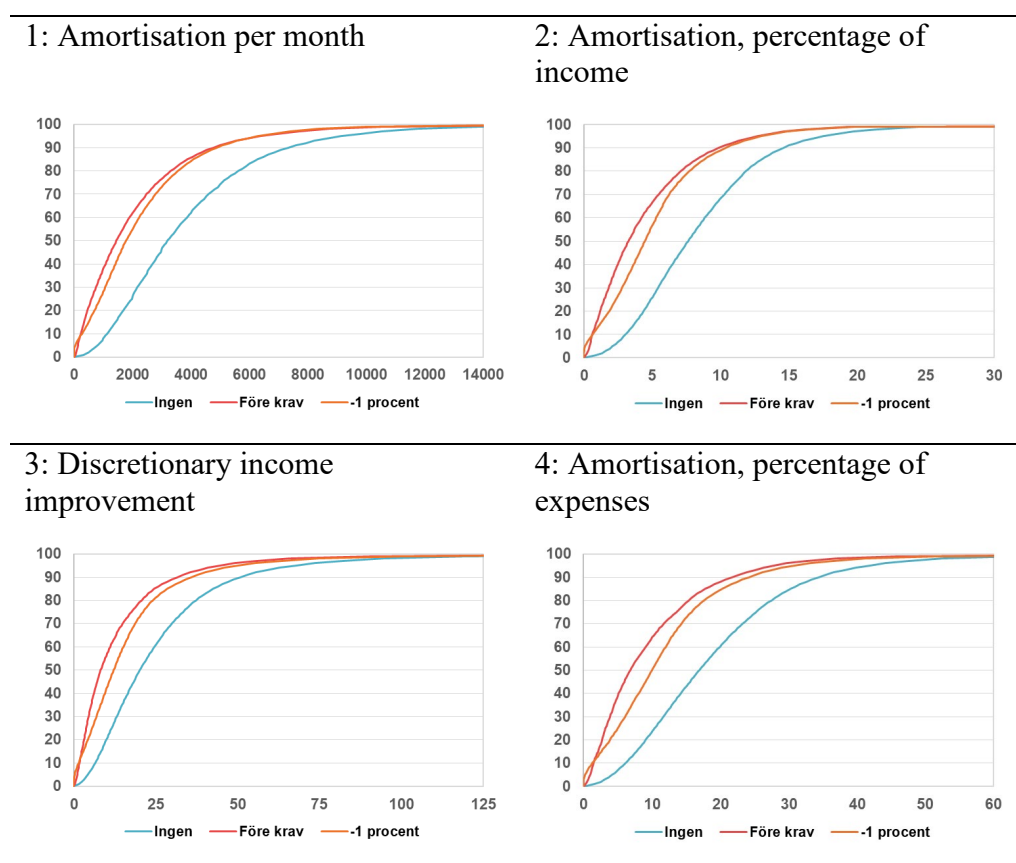 1: Amortisation per month
100
90
80
70
60
50
40
30
20
10
0
0 2000 4000 6000 8000 10000 12000 14000
Ingen Före krav -1 procent
2: Amortisation, percentage of
income
100
90
80
70
60
50
40
30
20
10
0
0 5 10 15 20 25 30
Ingen Före krav -1 procent
3: Discretionary income
improvement
100
90
80
70
60
50
40
30
20
10
0
0 25 50 75 100 125
Ingen Före krav -1 procent
4: Amortisation, percentage of
expenses
100
90
80
70
60
50
40
30
20
10
0
0 10 20 30 40 50 60
Ingen Före krav -1 procent